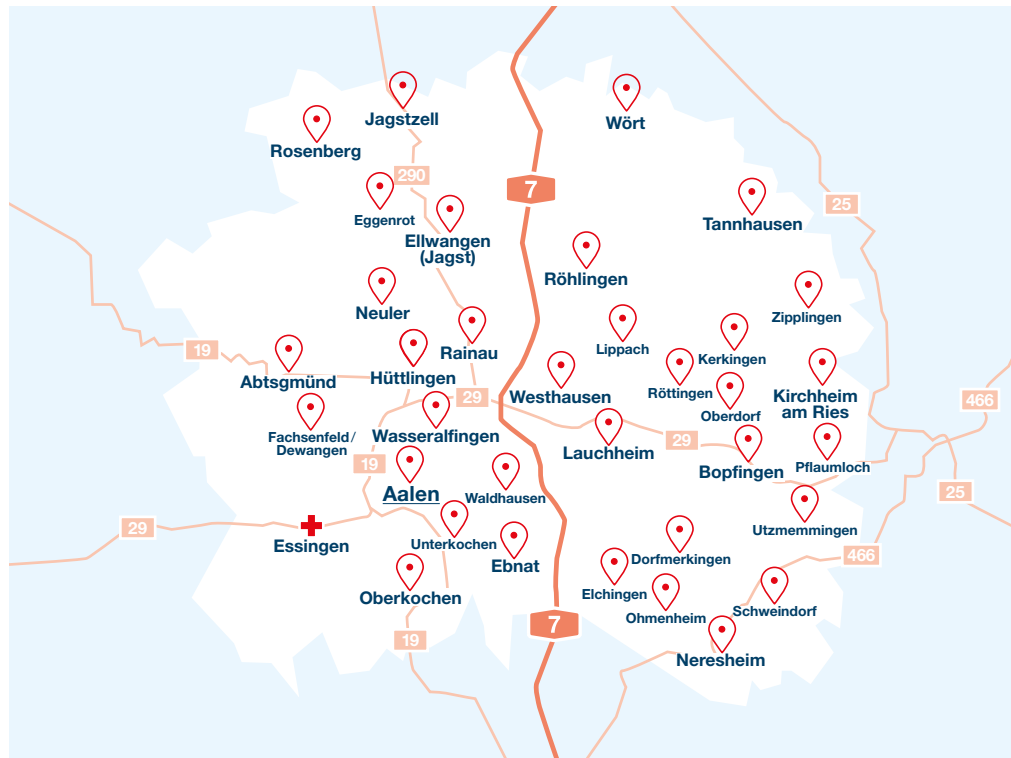 Jagstzell
Wört
Rosenberg
290
7
Eggenrot
25
Tannhausen
Ellwangen
(Jagst)
Röhlingen
Neuler
Zipplingen
19
Rainau
Lippach
Kerkingen
Abtsgmünd
Hüttlingen
29
Westhausen
Röttingen
Oberdorf
Kirchheim
am Ries
466
Fachsenfeld/
Dewangen
Wasseralfingen
29
Lauchheim
19
Bopfingen
Pflaumloch
Aalen
Waldhausen
25
29
Essingen
Unterkochen
Ebnat
Utzmemmingen
Dorfmerkingen
466
Oberkochen
Elchingen
Ohmenheim
Schweindorf
7
19
Neresheim